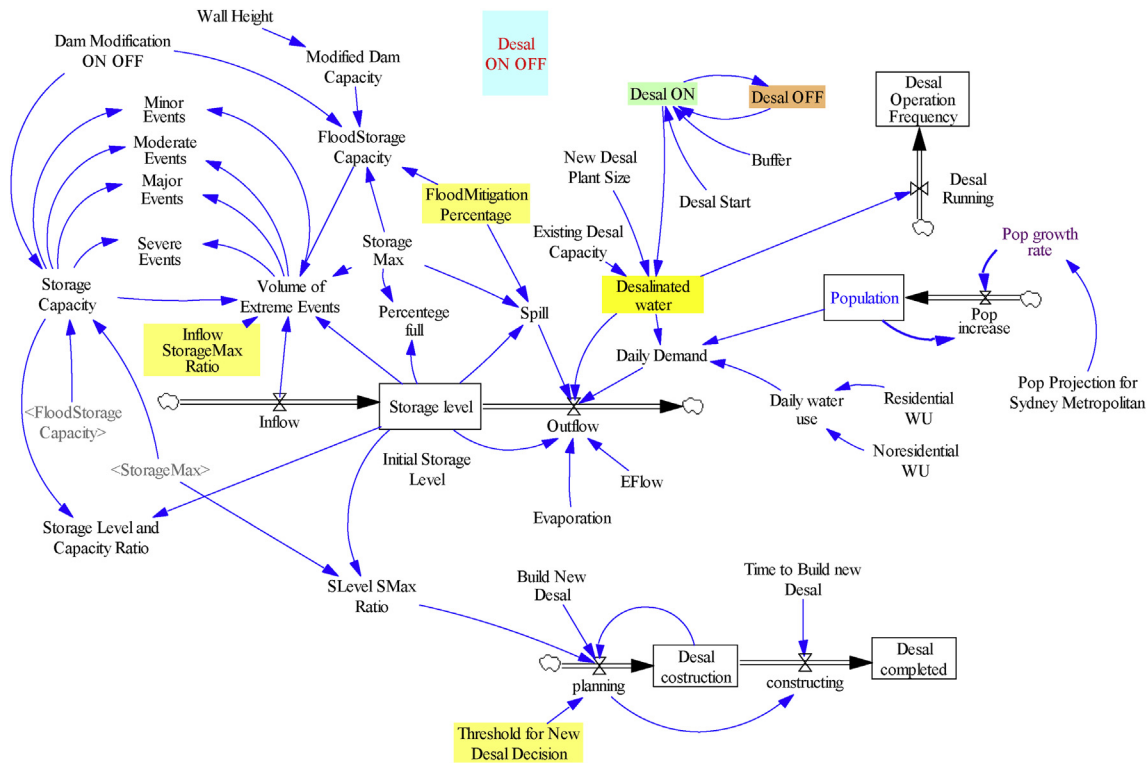 Wall Height
Dam Modification
ON OFF
Modified Dam
Capacity
Desal
ON OFF
Desal ON
Desal OFF
Desal
Operation
Frequency
Minor
Events
Moderate
Events
Major
Events
Severe
Events
FloodStorage
Capacity
FloodMitigation
Percentage
New Desal
Plant Size
Buffer
Desal Start
Desal
Running
Existing Desal
Capacity
Storage
Max
Storage
Capacity
Volume of
Extreme Events
Percentege
full
Spill
Desalinated
water
Population
Pop growth
rate
Pop
increase
Inflow
StorageMax
Ratio
Daily Demand
Pop Projection for
Sydney Metropolitan
<FloodStorage
Capacity>
Inflow
Storage level
Outflow
Daily water
use
Residential
WU
Noresidential
WU
<StorageMax>
Initial Storage
Level
EFlow
Evaporation
Storage Level and
Capacity Ratio
SLevel SMax
Ratio
Build New
Desal
Time to Build new
Desal
planning
Desal
costruction
constructing
Desal
completed
Threshold for New
Desal Decision